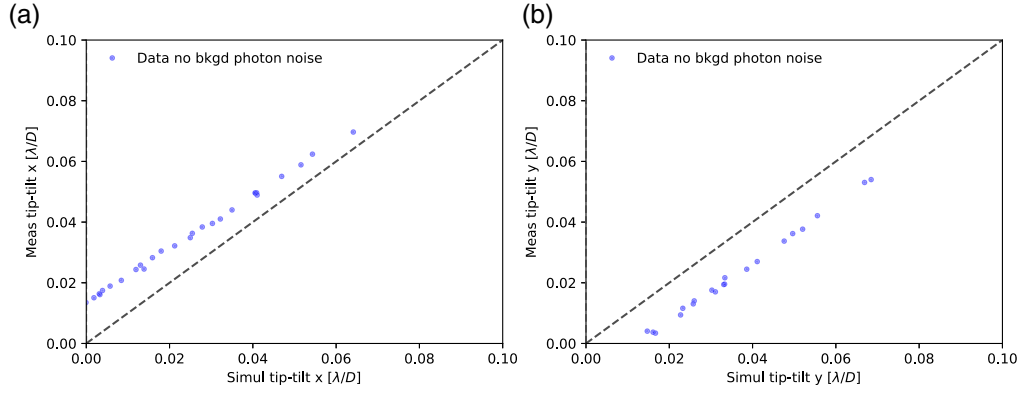 (a)
Data no bkgd photon noise
0.10
0.08
0.06
0.04
0.02
0.00
Meas tip-tilt x [λ/D]
0.00 0.02 0.04 0.06 0.08 0.10
Simul tip-tilt x [λ/D]
(b)
Data no bkgd photon noise
0.10
0.08
0.06
0.04
0.02
0.00
Meas tip-tilt y [λ/D]
0.00 0.02 0.04 0.06 0.08 0.10
Simul tip-tilt y [λ/D]